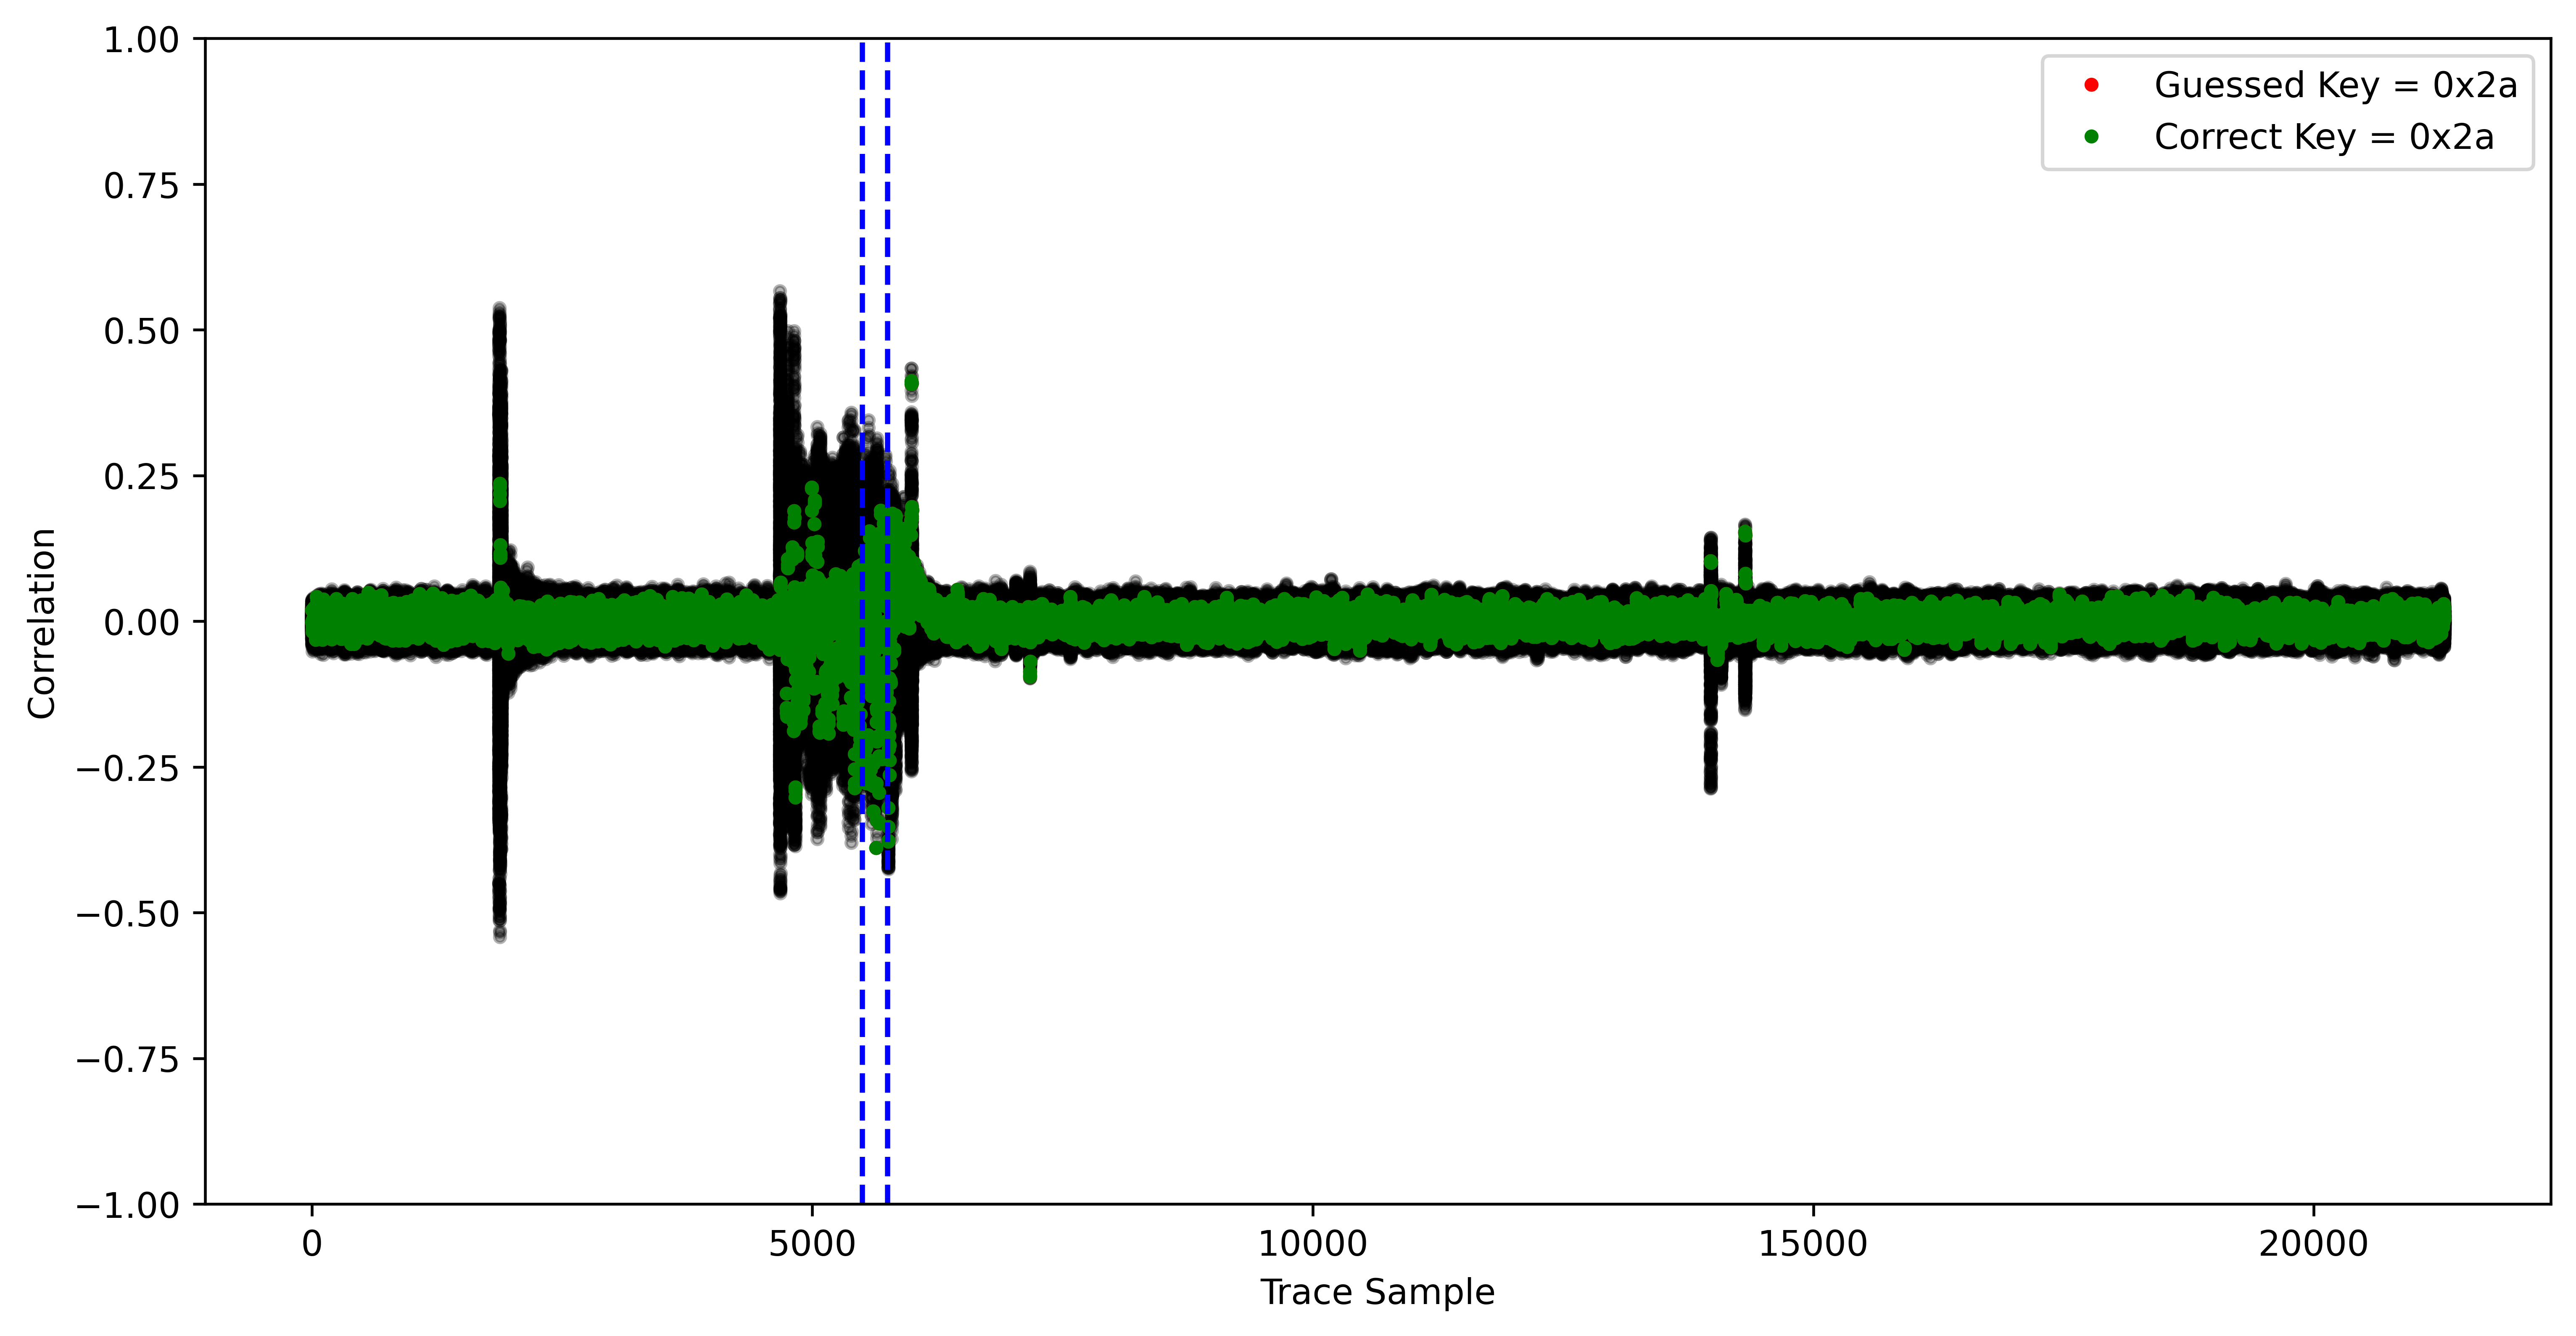 1.00
0.75
0.50
0.25
0.00
−0.25
−0.50
−0.75
−1.00
Correlation
Guessed Key = 0x2a
Correct Key = 0x2a
0 5000 10000 15000 20000
Trace Sample